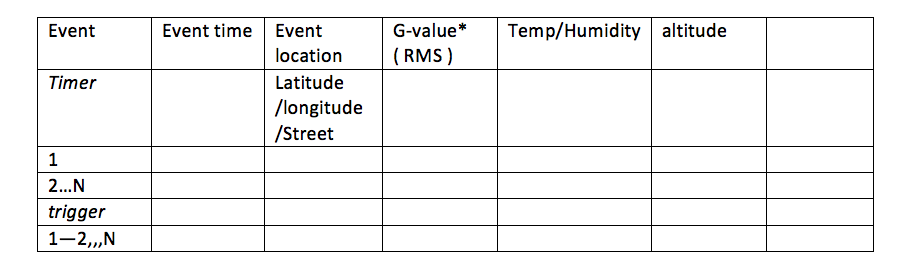 Event Event time Event location G-value* ( RMS ) Temp/Humidity altitude
Timer Latitude /longitude /Street
1
2...N
trigger
1—2,,,N